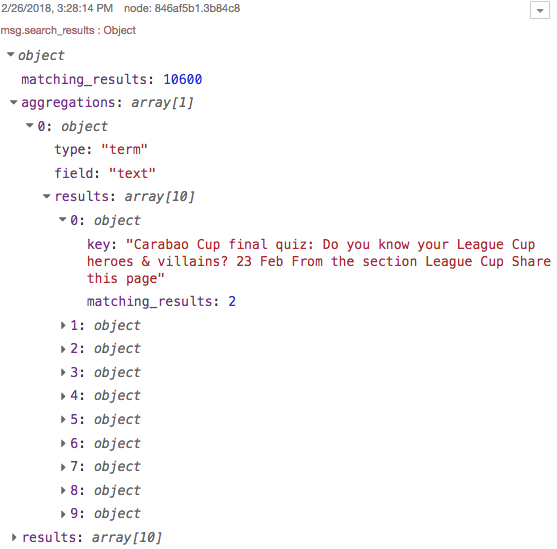 2/26/2018, 3:28:14 PM node: 846af5b1.3b84c8
msg.search_results : Object
object
matching_results: 10600
aggregations: array[1]
0: object
type: "term"
field: "text"
results: array[10]
0: object
key: "Carabao Cup final quiz: Do you know your League Cup
heroes & villains? 23 Feb From the section League Cup Share
this page"
matching_results: 2
1: object
2: object
3: object
4: object
5: object
6: object
7: object
8: object
9: object
results: array[10]